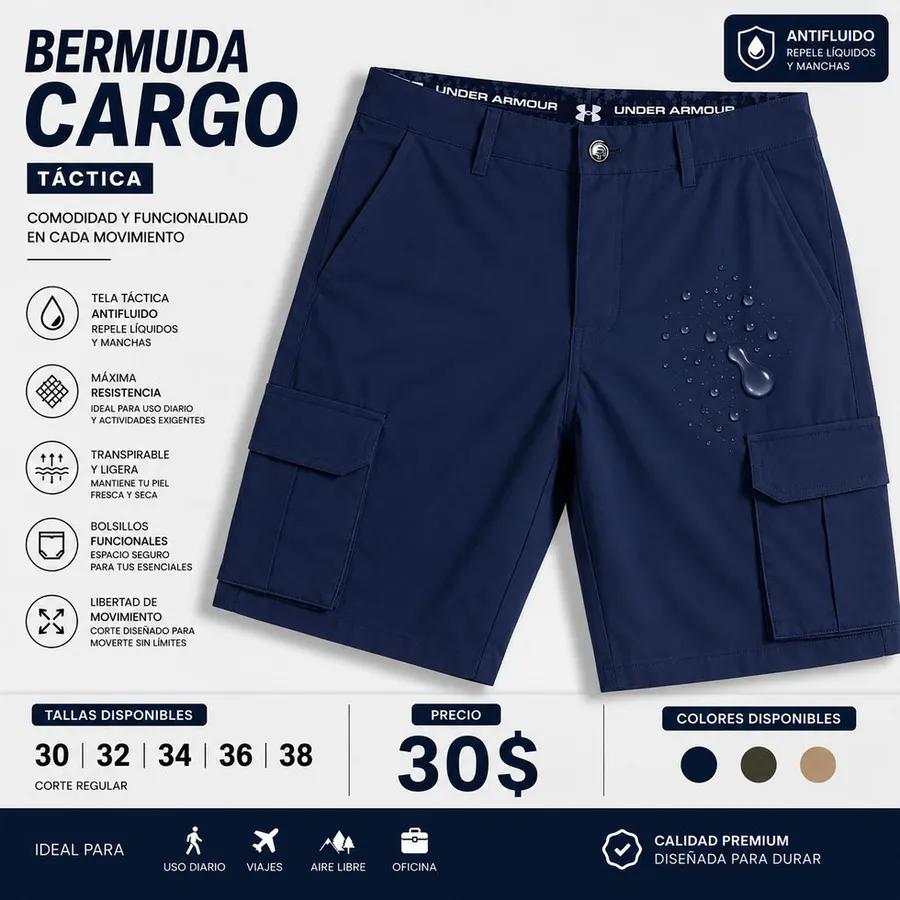 BERMUDA
CARGO
TÁCTICA
COMODIDAD Y FUNCIONALIDAD
EN CADA MOVIMIENTO
TELA TÁCTICA
ANTIFLUIDO
REPELE LÍQUIDOS
Y MANCHAS
MÁXIMA
RESISTENCIA
IDEAL PARA USO DIARIO
Y ACTIVIDADES EXIGENTES
TRANSPIRABLE
Y LIGERA
MANTIENE TU PIEL
FRESCA Y SECA
BOLSILLOS
FUNCIONALES
ESPACIO SEGURO
PARA TUS ESENCIALES
LIBERTAD DE
MOVIMIENTO
CORTE DISEÑADO PARA
MOVERTE SIN LÍMITES
ANTIFLUIDO
REPELE LÍQUIDOS
Y MANCHAS
UNDER ARMOUR UNDER ARMOUR
TALLAS DISPONIBLES
30 | 32 | 34 | 36 | 38
CORTE REGULAR
PRECIO
30$
COLORES DISPONIBLES
IDEAL PARA
USO DIARIO
VIAJES
AIRE LIBRE
OFICINA
CALIDAD PREMIUM
DISEÑADA PARA DURAR